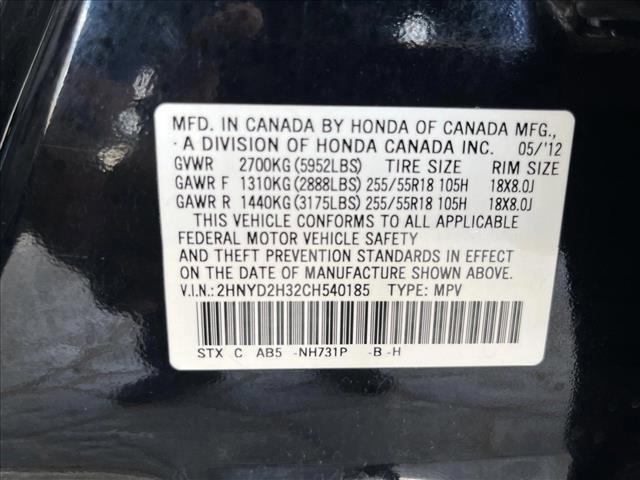 MFD. IN CANADA BY HONDA OF CANADA MFG.,
A DIVISION OF HONDA CANADA INC. 05/'12
GVWR 2700KG(5952LBS) TIRE SIZE RIM SIZE
GAWR F 1310KG(2888LBS) 255/55R18 105H 18X8.0J
GAWR R 1440KG(3175LBS) 255/55R18 105H 18X8.0J
THIS VEHICLE CONFORMS TO ALL APPLICABLE
FEDERAL MOTOR VEHICLE SAFETY
AND THEFT PREVENTION STANDARDS IN EFFECT
ON THE DATE OF MANUFACTURE SHOWN ABOVE.
V.I.N.:2HNYD2H32CH540185 TYPE: MPV
STX C AB5 -NH731P -B -H